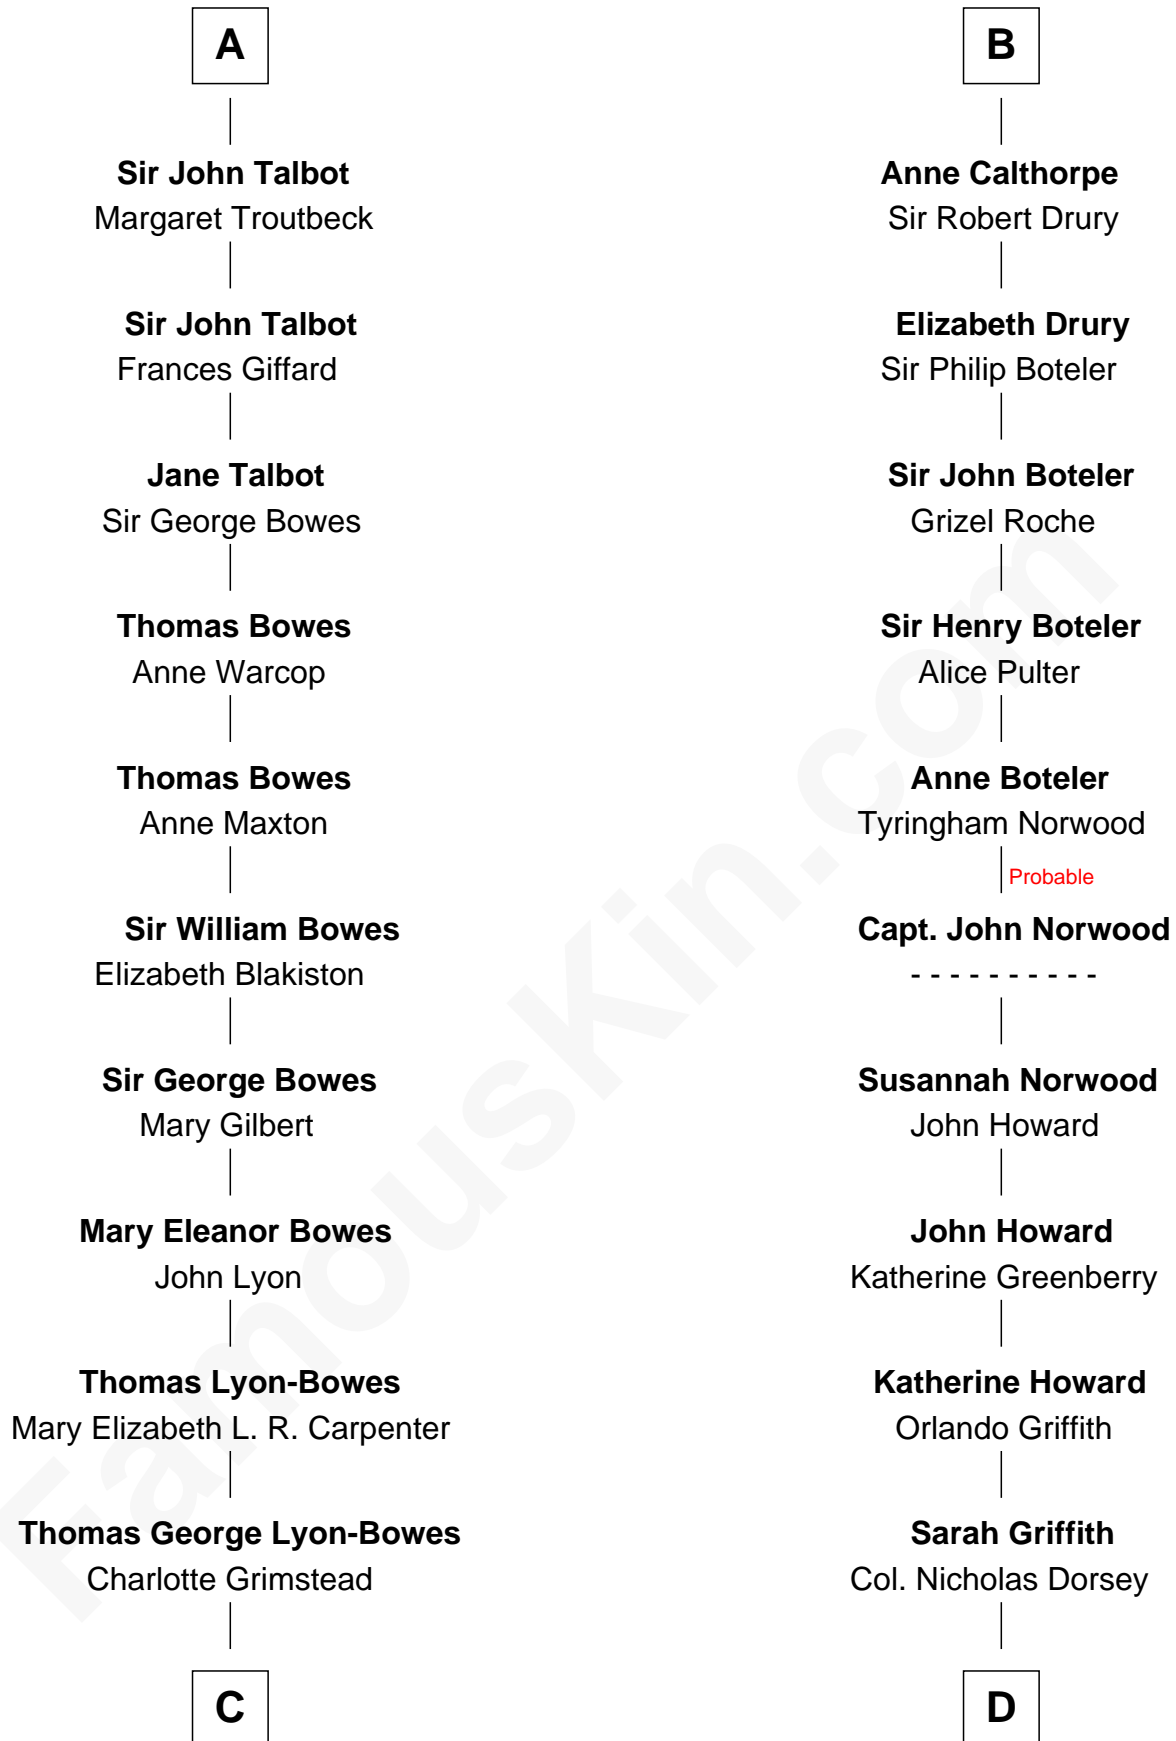 A
Sir John Talbot
Margaret Troutbeck
Sir John Talbot
Frances Giffard
Jane Talbot
Sir George Bowes
Thomas Bowes
Anne Warcop
Thomas Bowes
Anne Maxton
Sir William Bowes
Elizabeth Blakiston
Sir George Bowes
Mary Gilbert
Mary Eleanor Bowes
John Lyon
Thomas Lyon-Bowes
Mary Elizabeth L. R. Carpenter
Thomas George Lyon-Bowes
Charlotte Grimstead
C
B
Anne Calthorpe
Sir Robert Drury
Elizabeth Drury
Sir Philip Boteler
Sir John Boteler
Grizel Roche
Sir Henry Boteler
Alice Pulter
Anne Boteler
Tyringham Norwood
Probable
Capt. John Norwood
- - - - - - - - - -
Susannah Norwood
John Howard
John Howard
Katherine Greenberry
Katherine Howard
Orlando Griffith
Sarah Griffith
Col. Nicholas Dorsey
D
FamousKin.com